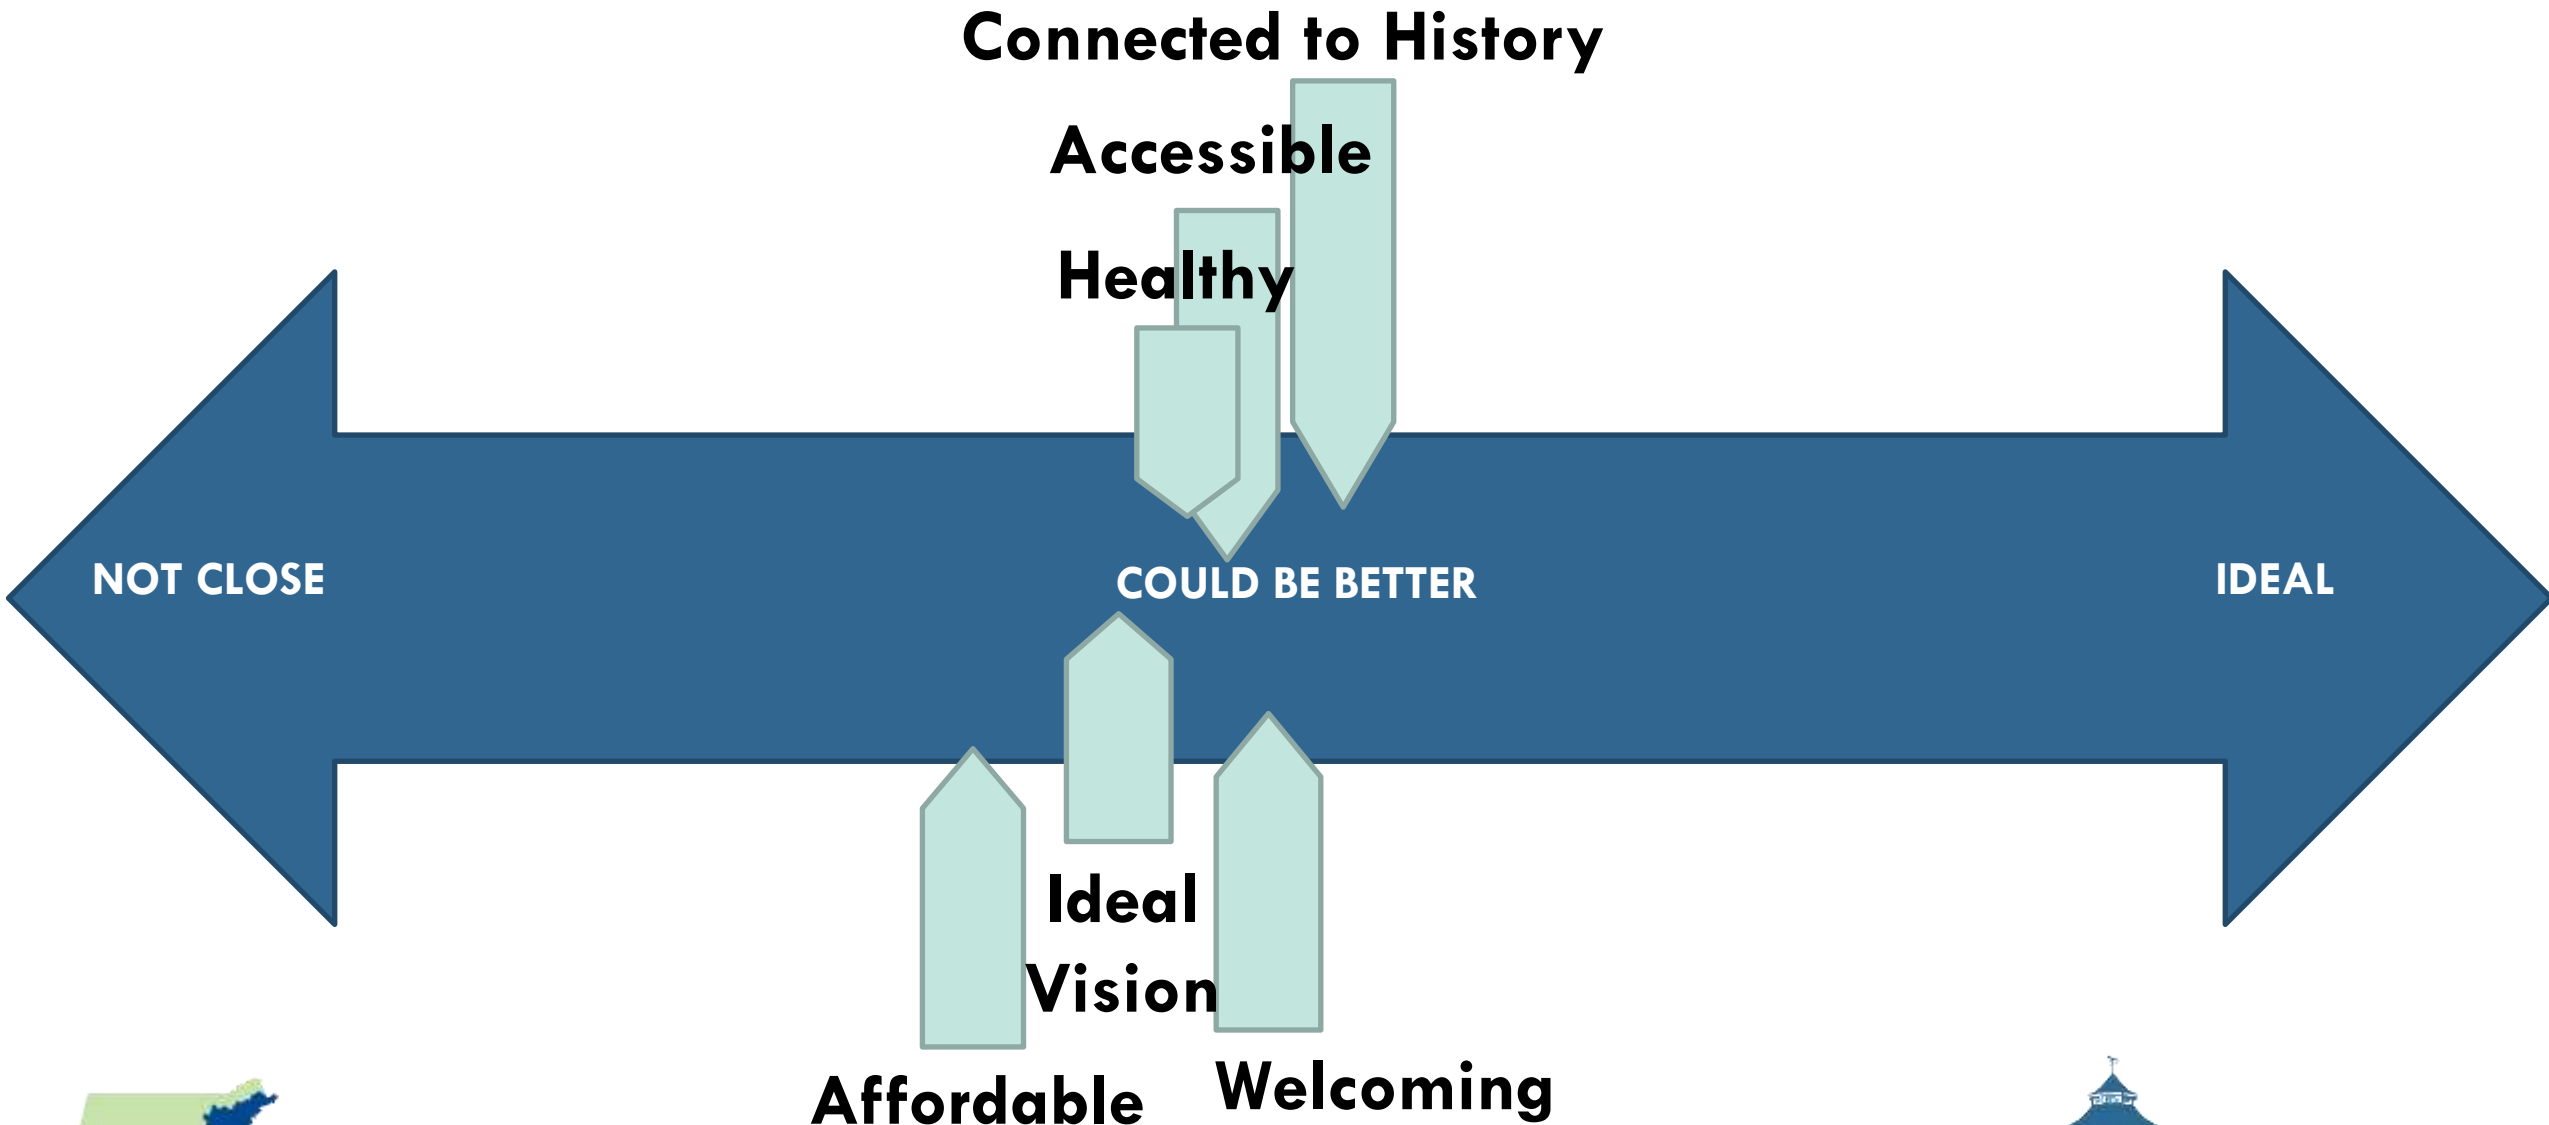 Connected to History
Accessible
Healthy
NOT CLOSE
COULD BE BETTER
IDEAL
Ideal
Vision
Affordable
Welcoming